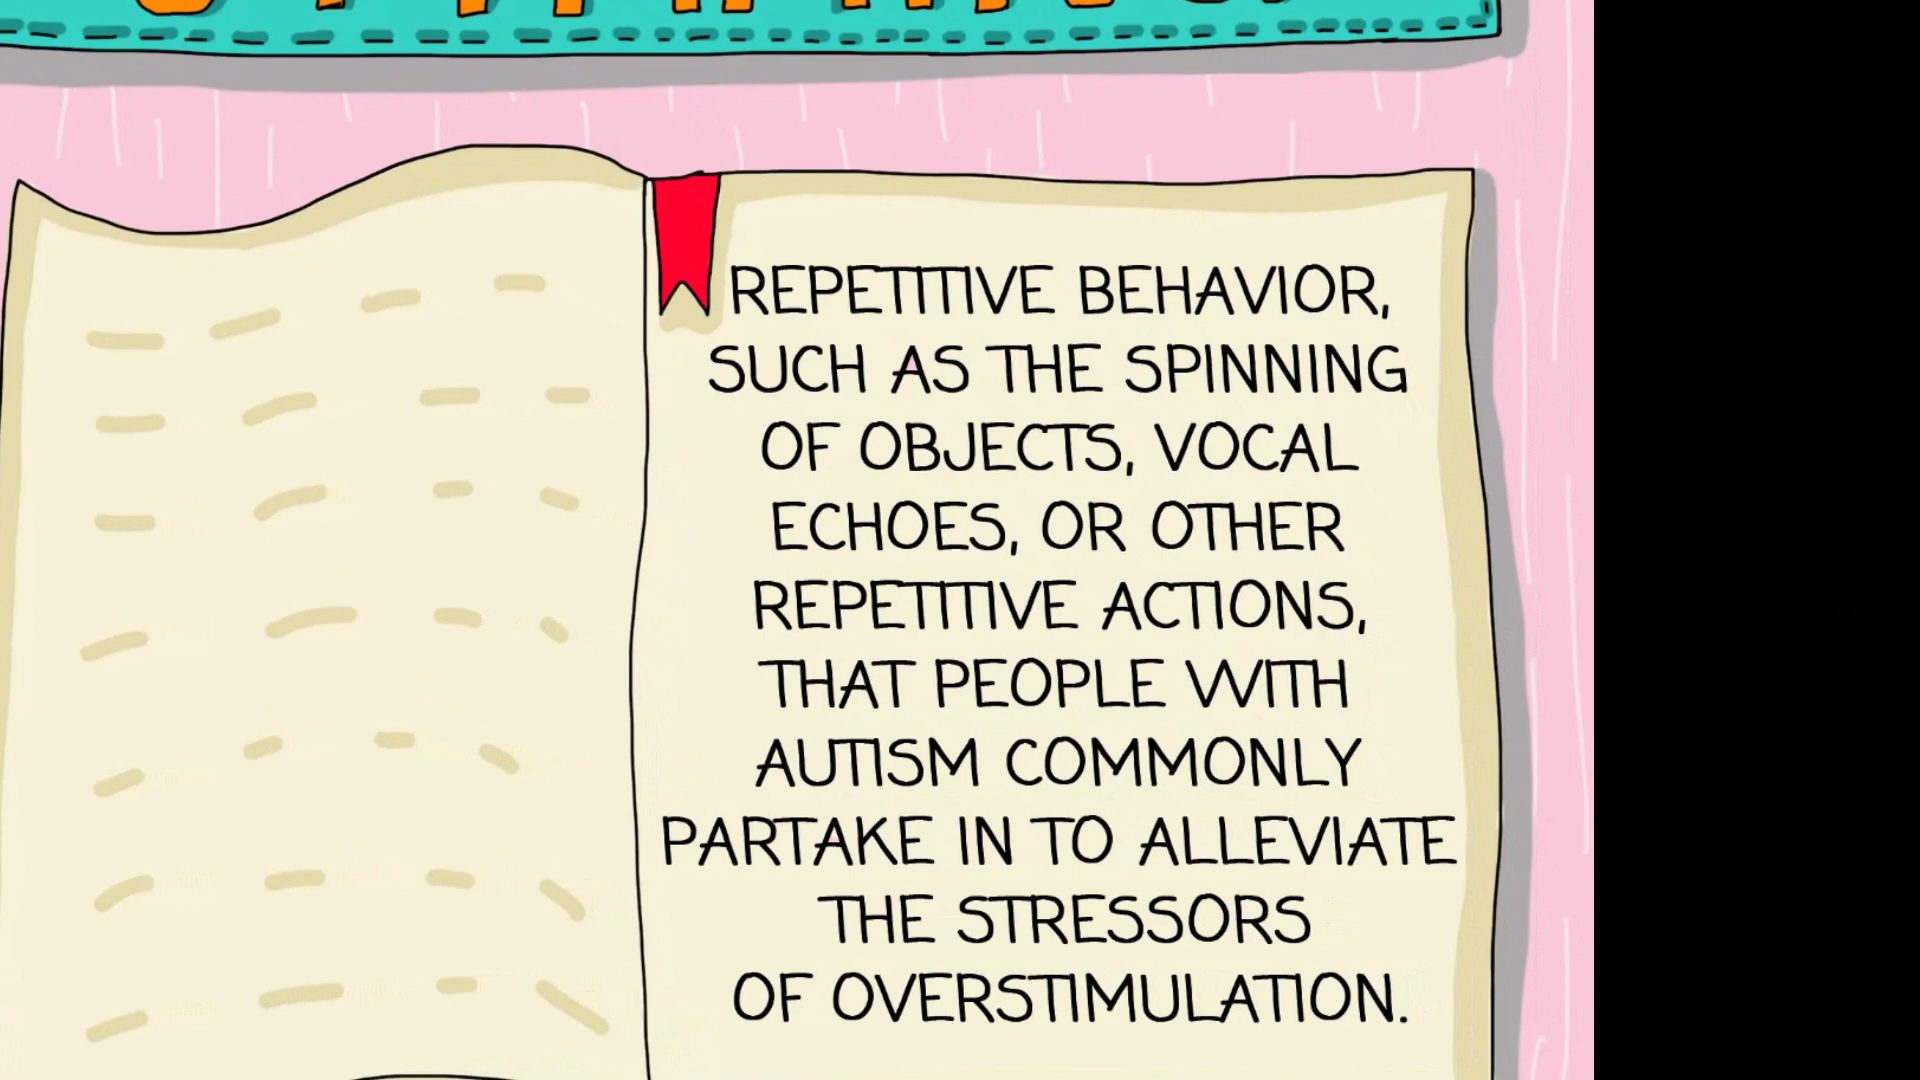 REPETITIVE BEHAVIOR,
SUCH AS THE SPINNING
OF OBJECTS, VOCAL
ECHOES, OR OTHER
REPETITIVE ACTIONS,
THAT PEOPLE WITH
AUTISM COMMONLY
PARTAKE IN TO ALLEVIATE
THE STRESSORS
OF OVERSTIMULATION.